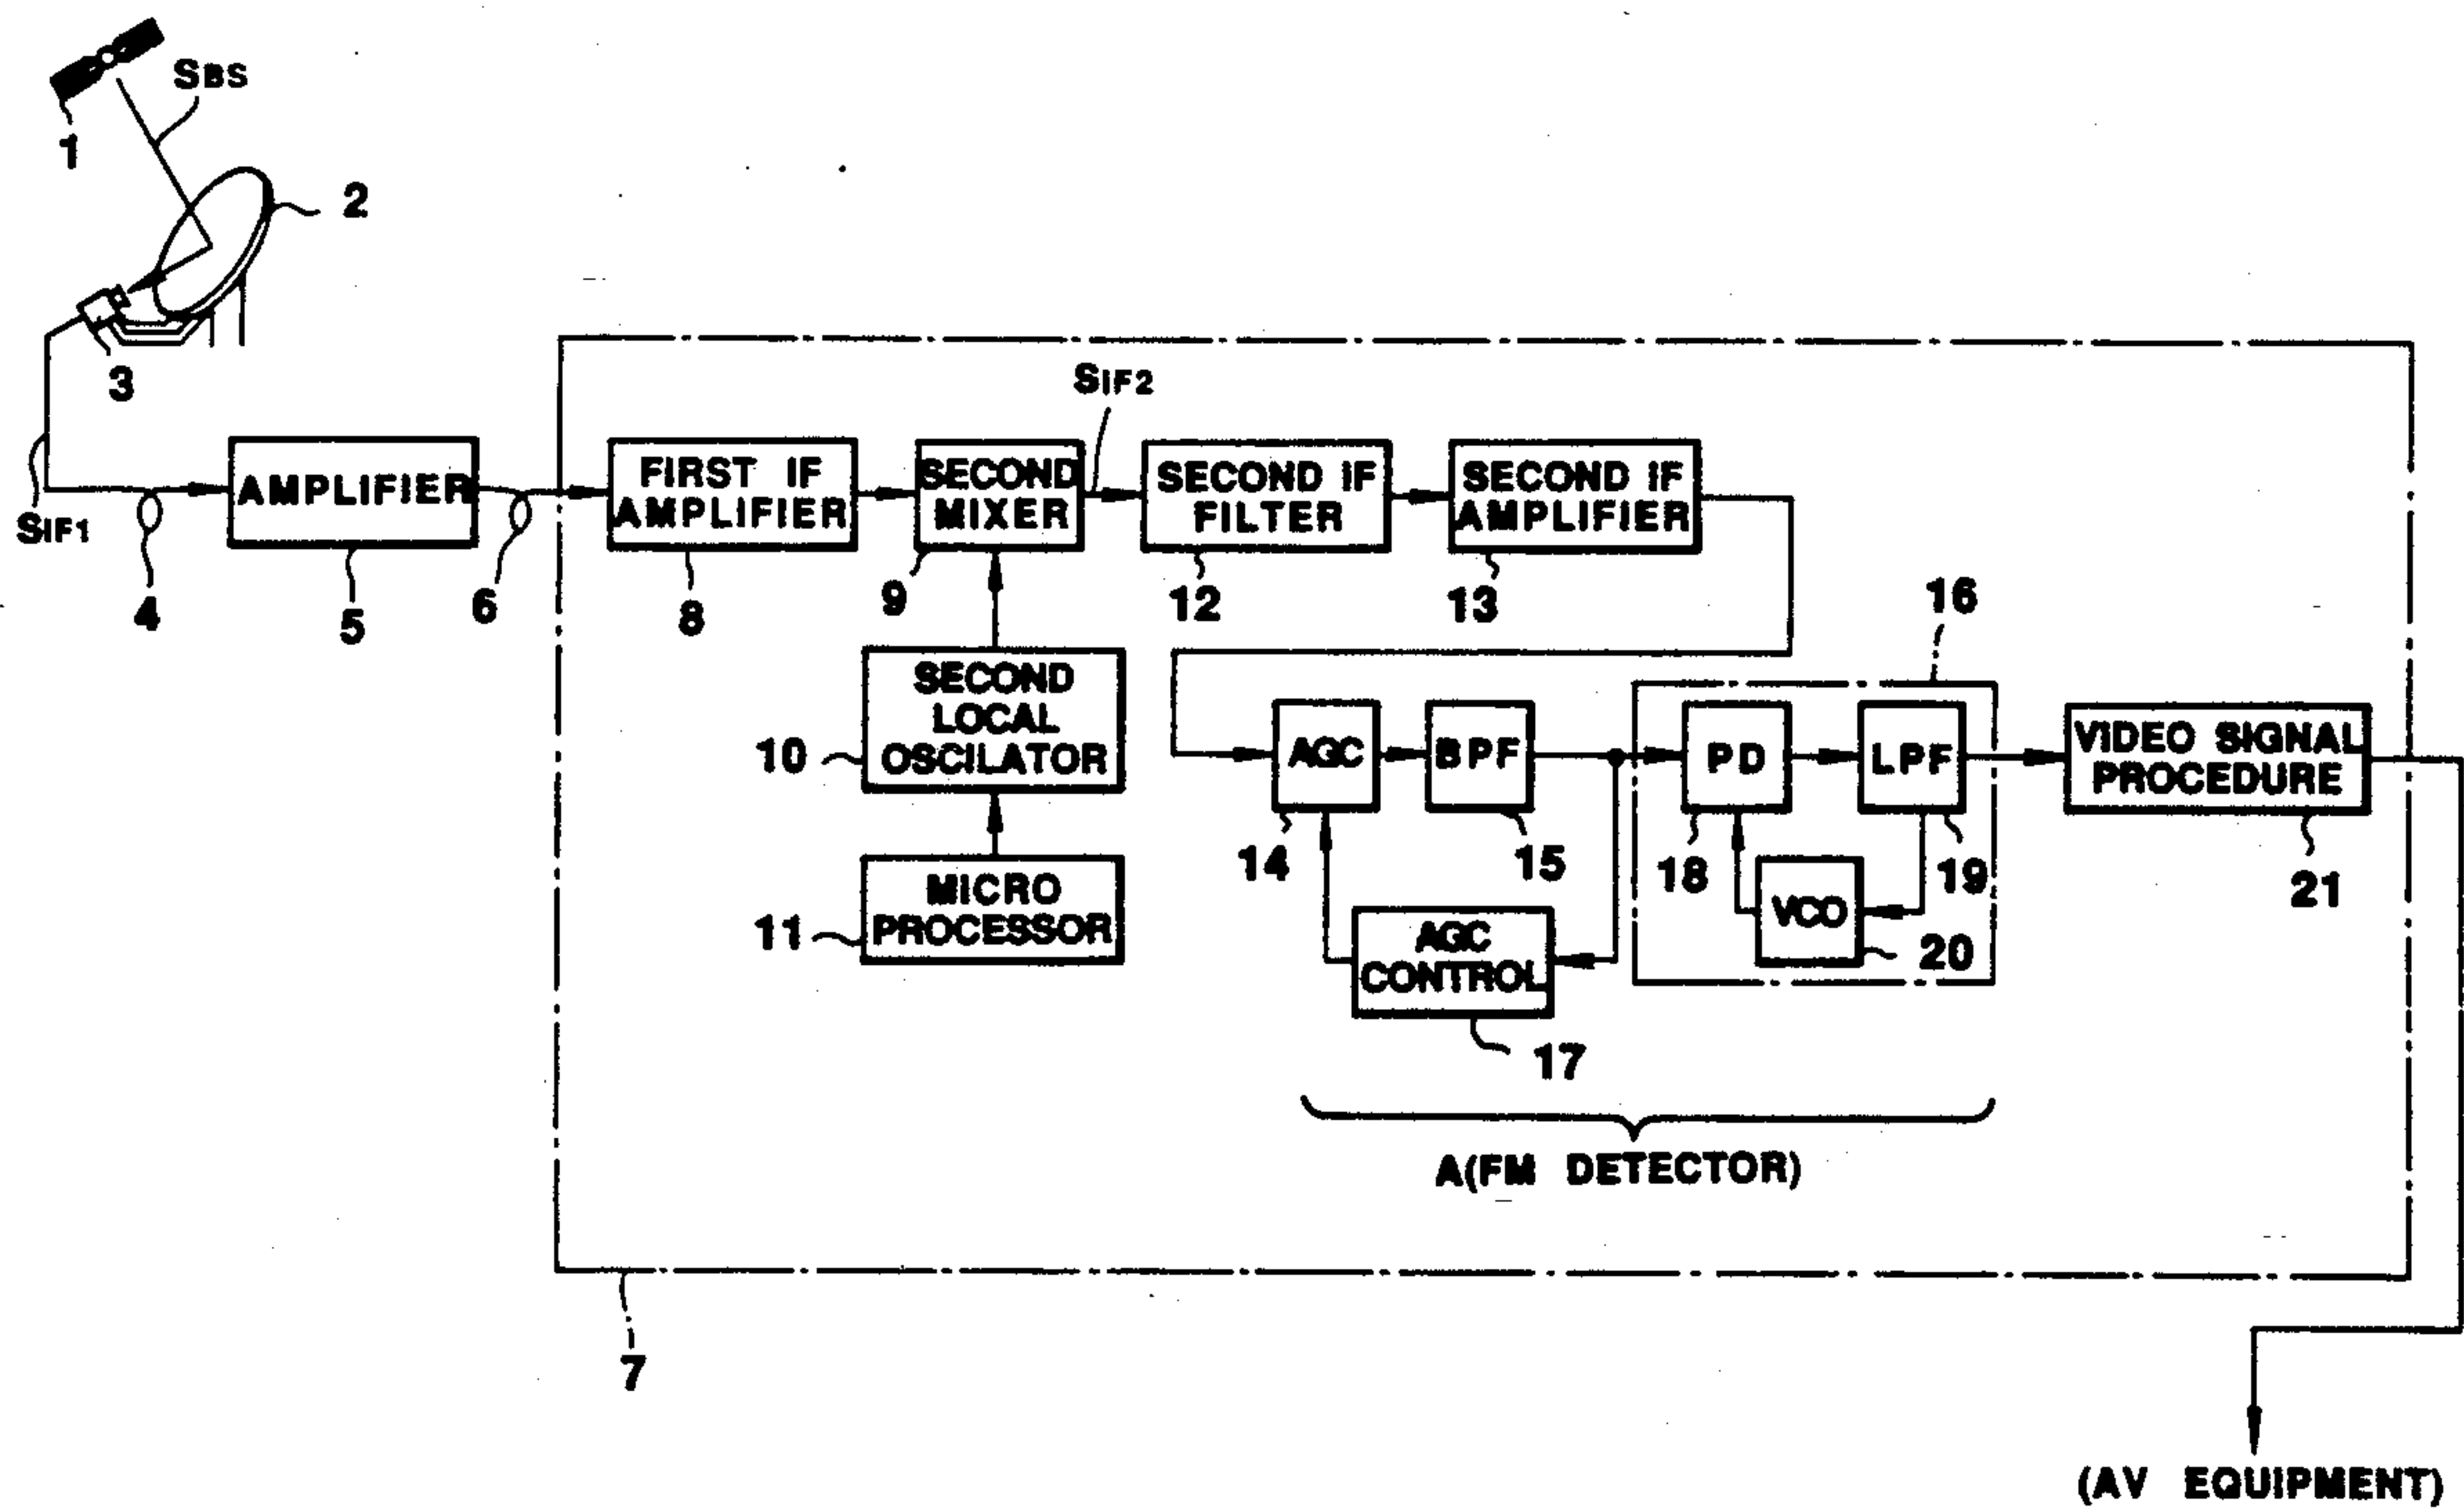 SBS
1
2
3
SIF1
4
AMPLIFIER
5
6
FIRST IF
AMPLIFIER
8
SECOND
MIXER
9
SIF2
SECOND IF
FILTER
12
SECOND IF
AMPLIFIER
13
SECOND
LOCAL
OSCILATOR
10
MICRO
PROCESSOR
11
AGC
14
BPF
15
16
PD
18
LPF
19
VCO
20
AGC
CONTROL
17
VIDEO SIGNAL
PROCEDURE
21
A(FM DETECTOR)
7
(AV EQUIPMENT)